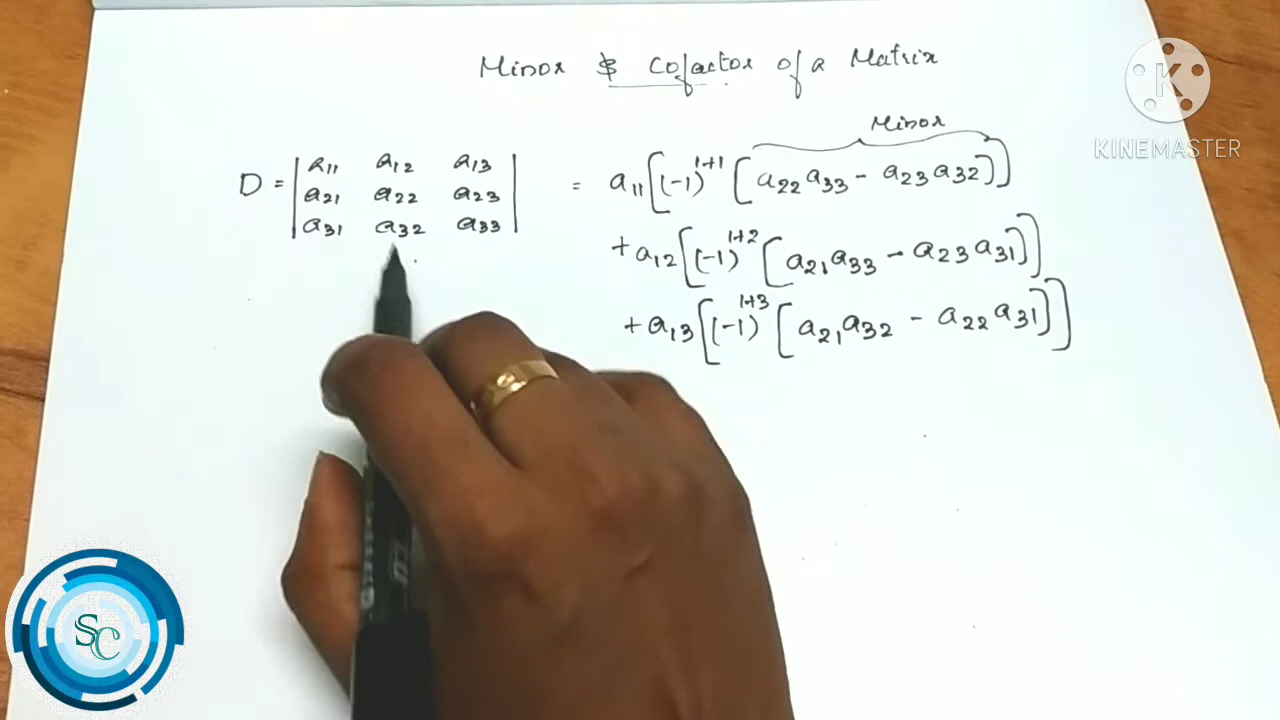 Minor & Cofactor of a Matrix
Minor
D = | a11 a12 a13 | = a11[(-1)^1+1 [a22 a33 - a23 a32]]
| a21 a22 a23 |
| a31 a32 a33 |
+ a12[(-1)^1+2 [a21 a33 - a23 a31]]
+ a13[(-1)^1+3 [a21 a32 - a22 a31]]
K
KINEMASTER
SC